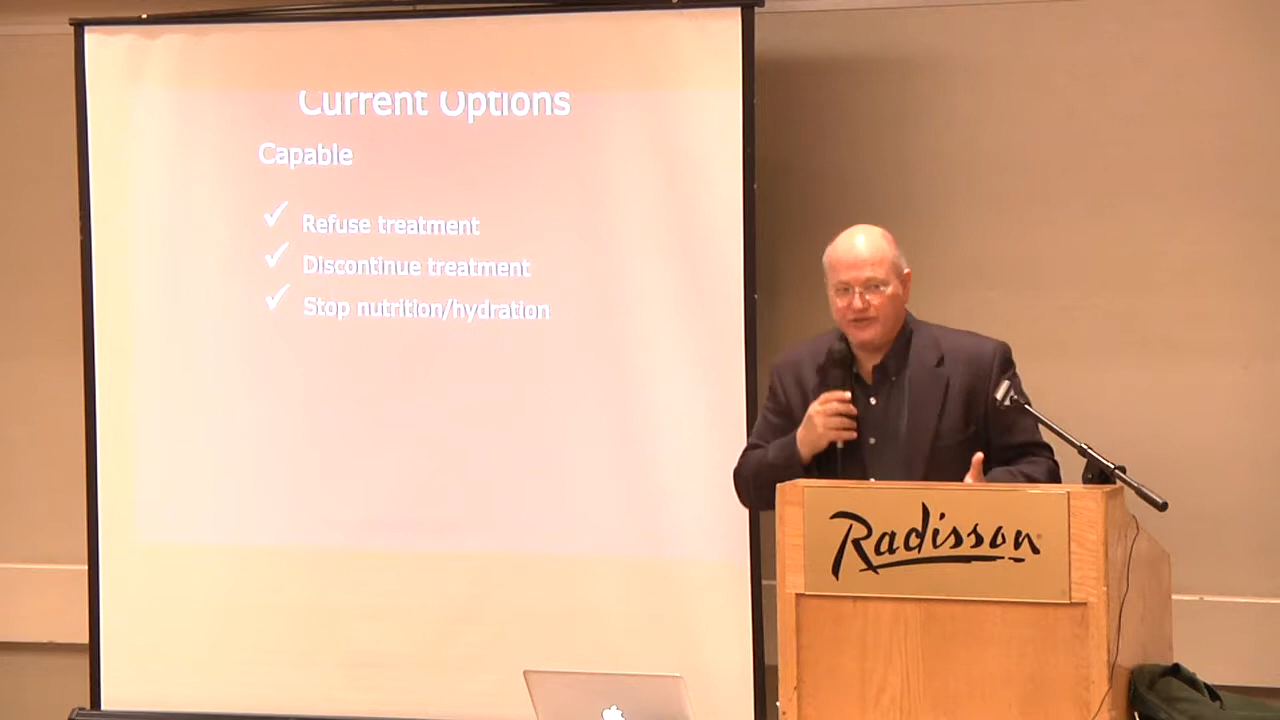 Current Options
Capable
✓ Refuse treatment
✓ Discontinue treatment
✓ Stop nutrition/hydration
Radisson